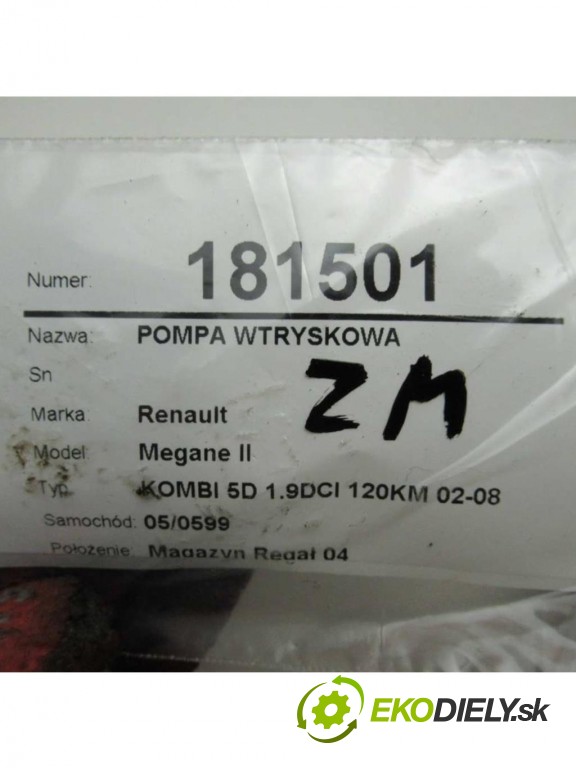 Numer: 181501
Nazwa: POMPA WTRYSKOWA
Sn
Marka: Renault
Model: Megane II
Typ KOMBI 5D 1.9DCI 120KM 02-08
Samochód: 05/0599
Położenie: Magazyn Regał 04
ZM
EKODIELY.sk